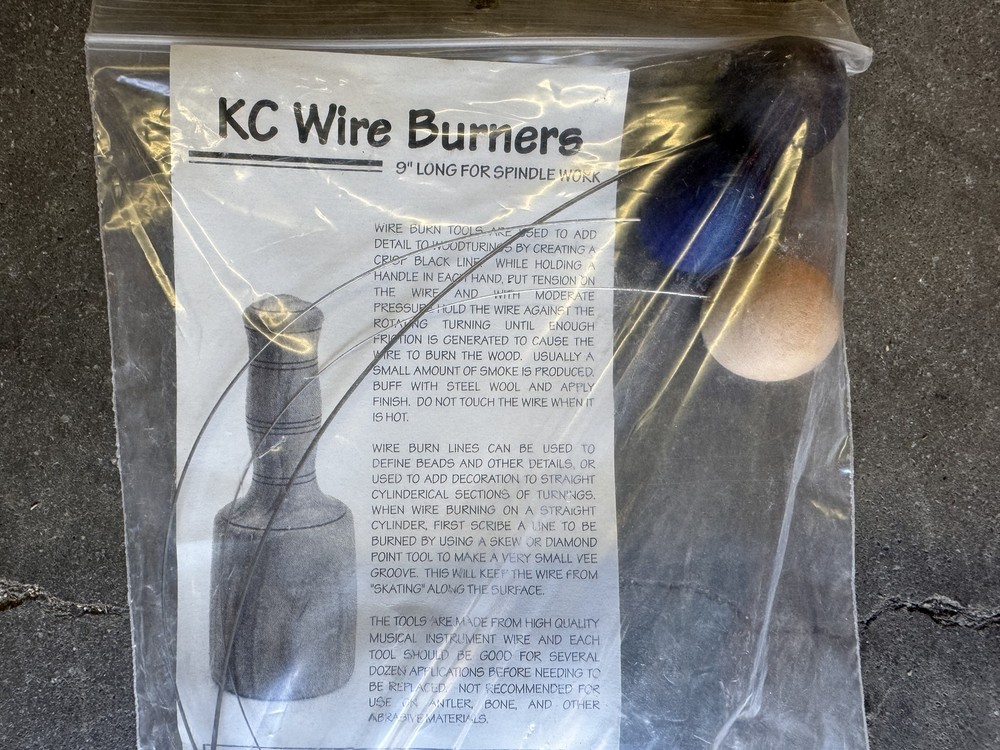 KC Wire Burners
9" LONG FOR SPINDLE WORK
WIRE BURN TOOLS ARE USED TO ADD
DETAIL TO WOODTURINGS BY CREATING A
CRISP BLACK LINE. WHILE HOLDING A
HANDLE IN EACH HAND, PUT TENSION ON
THE WIRE AND WITH MODERATE
PRESSURE HOLD THE WIRE AGAINST THE
ROTATING TURNING UNTIL ENOUGH
FRICTION IS GENERATED TO CAUSE THE
WIRE TO BURN THE WOOD. USUALLY A
SMALL AMOUNT OF SMOKE IS PRODUCED.
BUFF WITH STEEL WOOL AND APPLY
FINISH. DO NOT TOUCH THE WIRE WHEN IT
IS HOT.
WIRE BURN LINES CAN BE USED TO
DEFINE BEADS AND OTHER DETAILS, OR
USED TO ADD DECORATION TO STRAIGHT
CYLINDERICAL SECTIONS OF TURNINGS.
WHEN WIRE BURNING ON A STRAIGHT
CYLINDER, FIRST SCRIBE A LINE TO BE
BURNED BY USING A SKEW OR DIAMOND
POINT TOOL TO MAKE A VERY SMALL VEE
GROOVE. THIS WILL KEEP THE WIRE FROM
"SKATING" ALONG THE SURFACE.
THE TOOLS ARE MADE FROM HIGH QUALITY
MUSICAL INSTRUMENT WIRE AND EACH
TOOL SHOULD BE GOOD FOR SEVERAL
DOZEN APPLICATIONS BEFORE NEEDING TO
BE REPLACED. NOT RECOMMENDED FOR
USE ON ANTLER, BONE, AND OTHER
ABRASIVE MATERIALS.